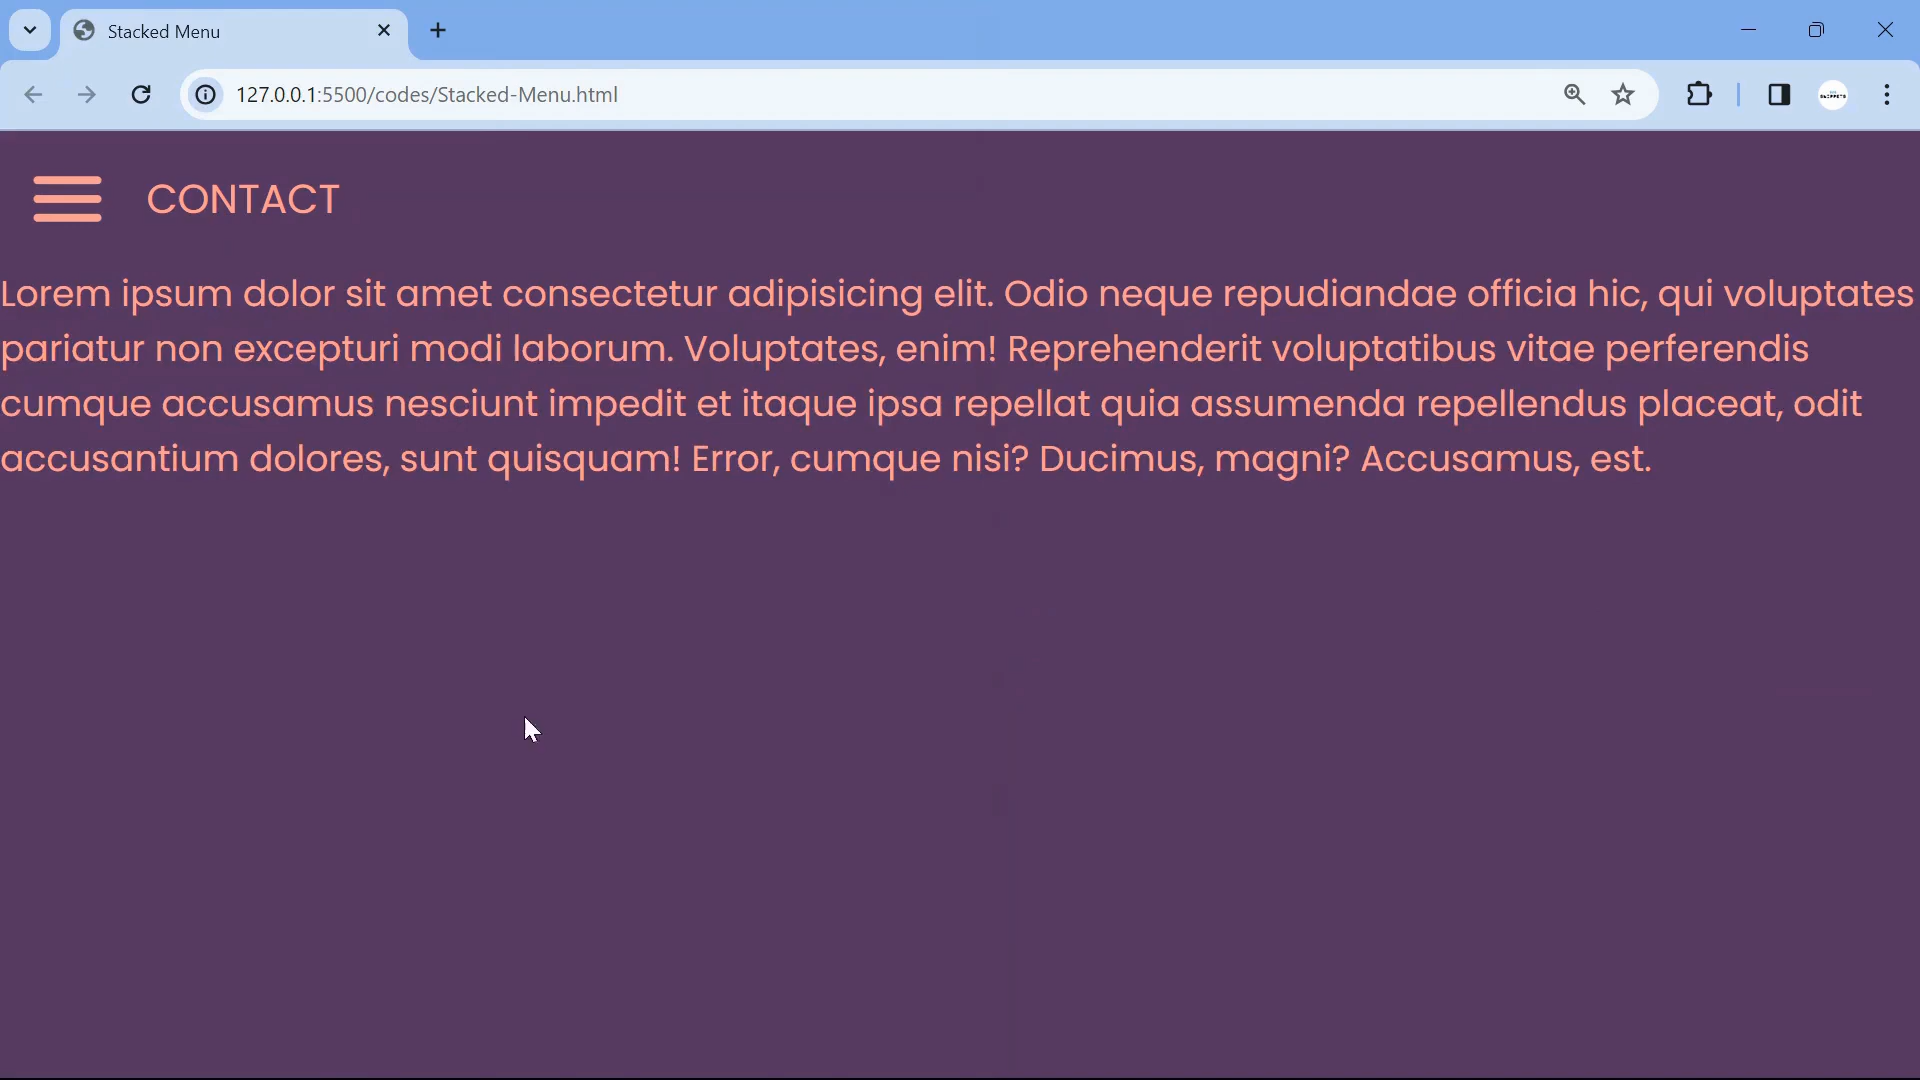 Stacked Menu
127.0.0.1:5500/codes/Stacked-Menu.html
CONTACT
Lorem ipsum dolor sit amet consectetur adipisicing elit. Odio neque repudiandae officia hic, qui voluptates
pariatur non excepturi modi laborum. Voluptates, enim! Reprehenderit voluptatibus vitae perferendis
cumque accusamus nesciunt impedit et itaque ipsa repellat quia assumenda repellendus placeat, odit
accusantium dolores, sunt quisquam! Error, cumque nisi? Ducimus, magni? Accusamus, est.